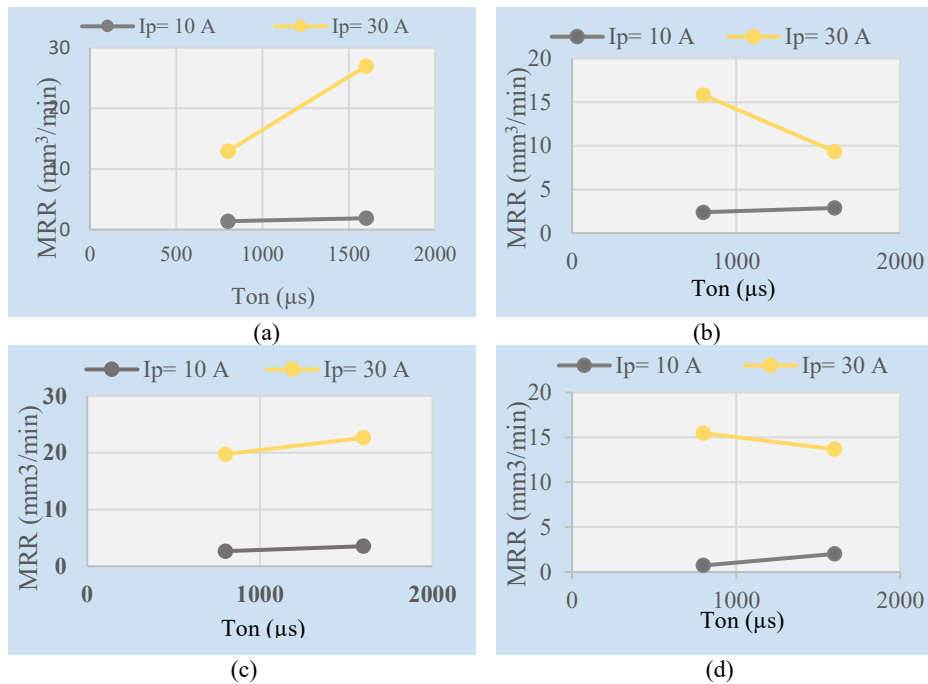 Ip= 10 A Ip= 30 A
30
20
10
0
MRR (mm³/min)
0 500 1000 1500 2000
Ton (µs)
(a)
Ip= 10 A Ip= 30 A
20
15
10
5
0
MRR (mm³/min)
0 1000 2000
Ton (µs)
(b)
Ip= 10 A Ip= 30 A
30
20
10
0
MRR (mm3/min)
0 1000 2000
Ton (µs)
(c)
Ip= 10 A Ip= 30 A
20
15
10
5
0
MRR (mm3/min)
0 1000 2000
Ton (µs)
(d)